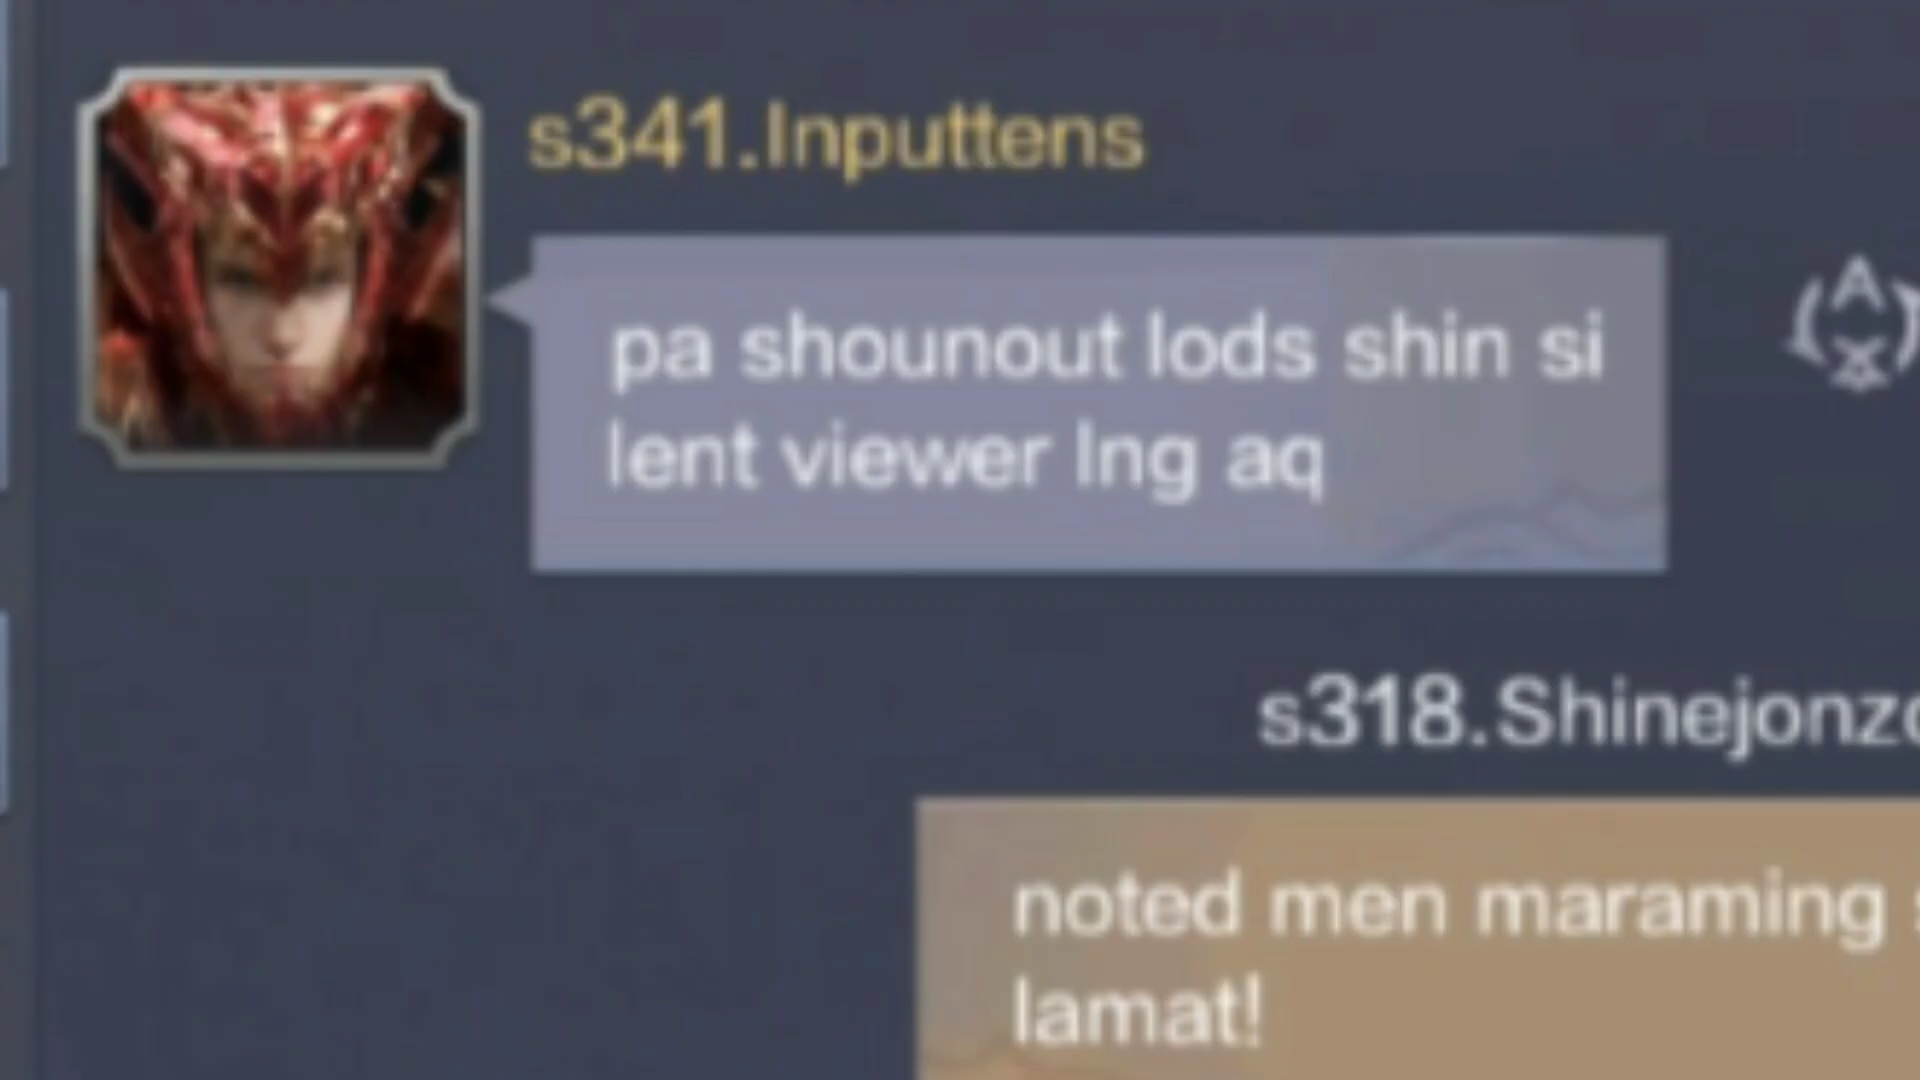 s341.Inputtens
pa shounout lods shin si
lent viewer lng aq
s318.Shinejonz
noted men maraming s
lamat!